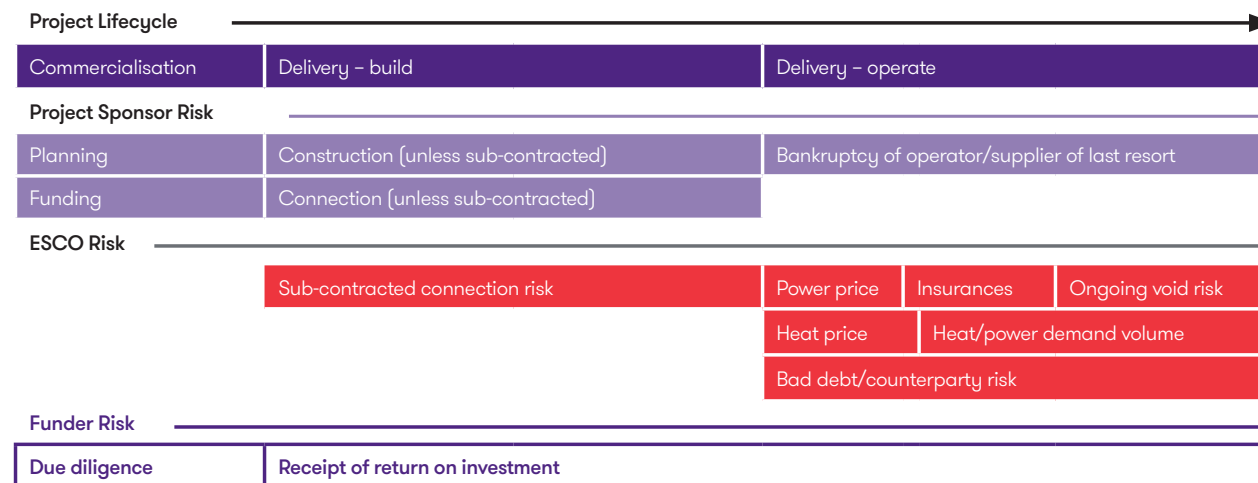 Project Lifecycle
Commercialisation
Delivery – build
Delivery – operate
Project Sponsor Risk
Planning
Construction (unless sub-contracted)
Bankruptcy of operator/supplier of last resort
Funding
Connection (unless sub-contracted)
ESCO Risk
Sub-contracted connection risk
Power price
Insurances
Ongoing void risk
Heat price
Heat/power demand volume
Bad debt/counterparty risk
Funder Risk
Due diligence
Receipt of return on investment